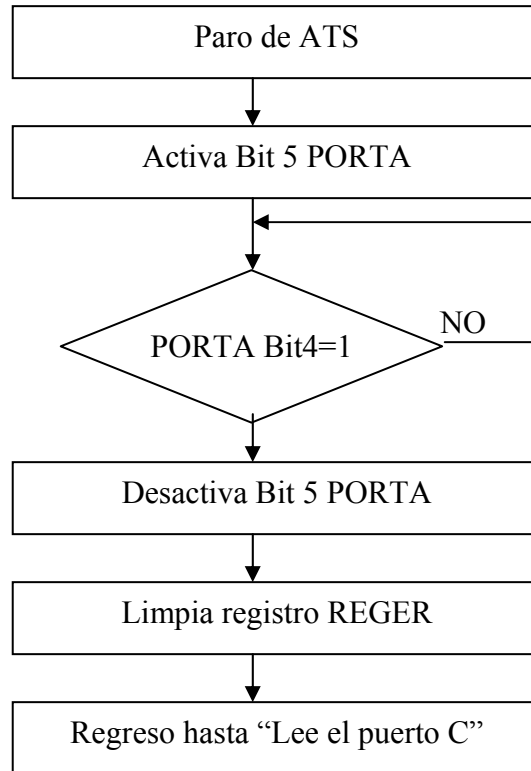 Paro de ATS
Activa Bit 5 PORTA
PORTA Bit4=1
NO
Desactiva Bit 5 PORTA
Limpia registro REGER
Regreso hasta “Lee el puerto C”